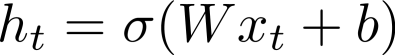 h_t = σ(Wx_t + b)